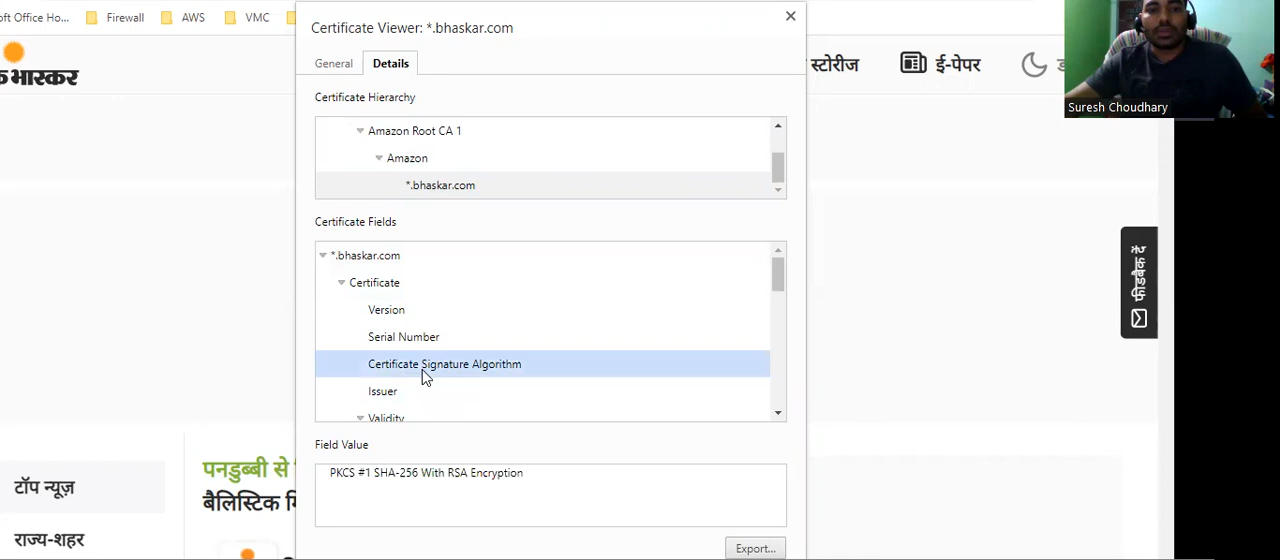 oft Office Ho...
Firewall
AWS
VMC
Certificate Viewer: *.bhaskar.com
Suresh Choudhary
भास्कर
General
Details
स्टोरीज
ई-पेपर
Certificate Hierarchy
Amazon Root CA 1
Amazon
*.bhaskar.com
Certificate Fields
*.bhaskar.com
Certificate
Version
Serial Number
Certificate Signature Algorithm
Issuer
Validity
फीडबैक दें
Field Value
PKCS #1 SHA-256 With RSA Encryption
Export...
पनडुब्बी से
बैलिस्टिक
टॉप न्यूज़
राज्य-शहर